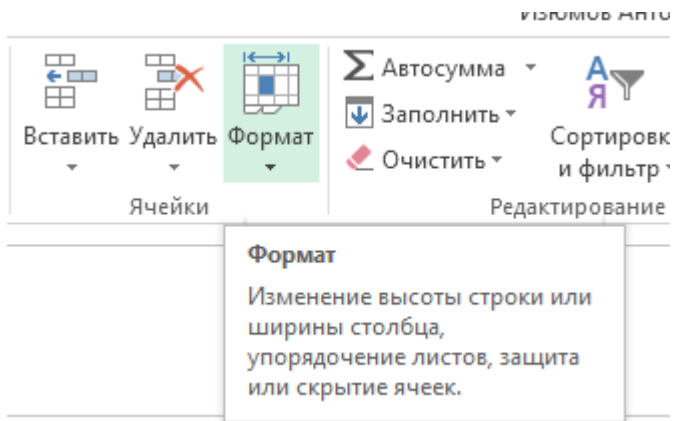 Изюмов Анто
Автосумма
Заполнить
Очистить
Вставить Удалить Формат
Сортировк
и фильтр
А
Я
Ячейки
Редактирование
Формат
Изменение высоты строки или
ширины столбца,
упорядочение листов, защита
или скрытие ячеек.